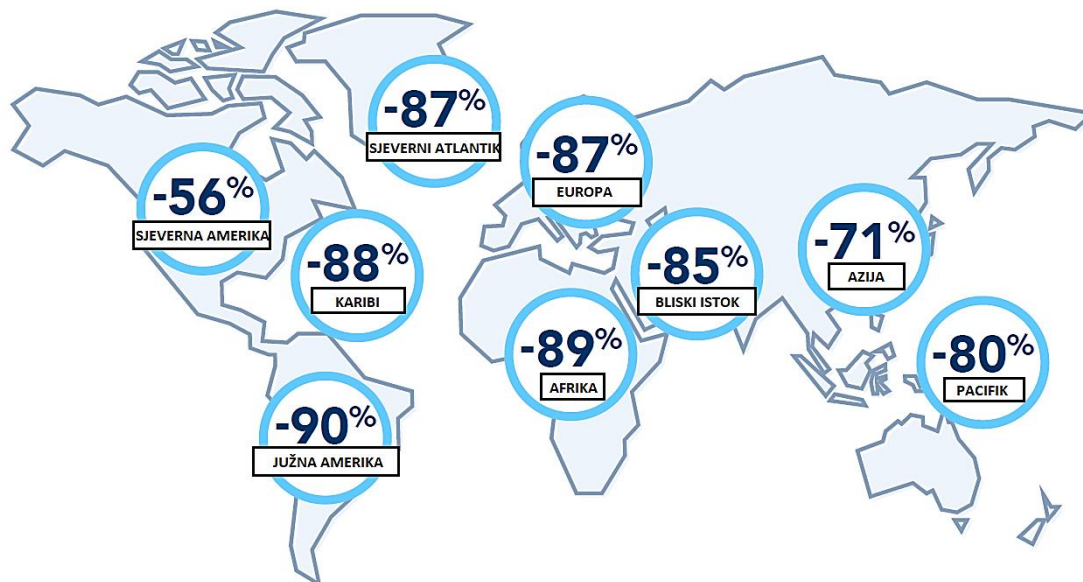 -87%
SJEVERNI ATLANTIK
-87%
EUROPA
-56%
SJEVERNA AMERIKA
-88%
KARIBI
-85%
BLISKI ISTOK
-71%
AZIJA
-89%
AFRIKA
-80%
PACIFIK
-90%
JUŽNA AMERIKA